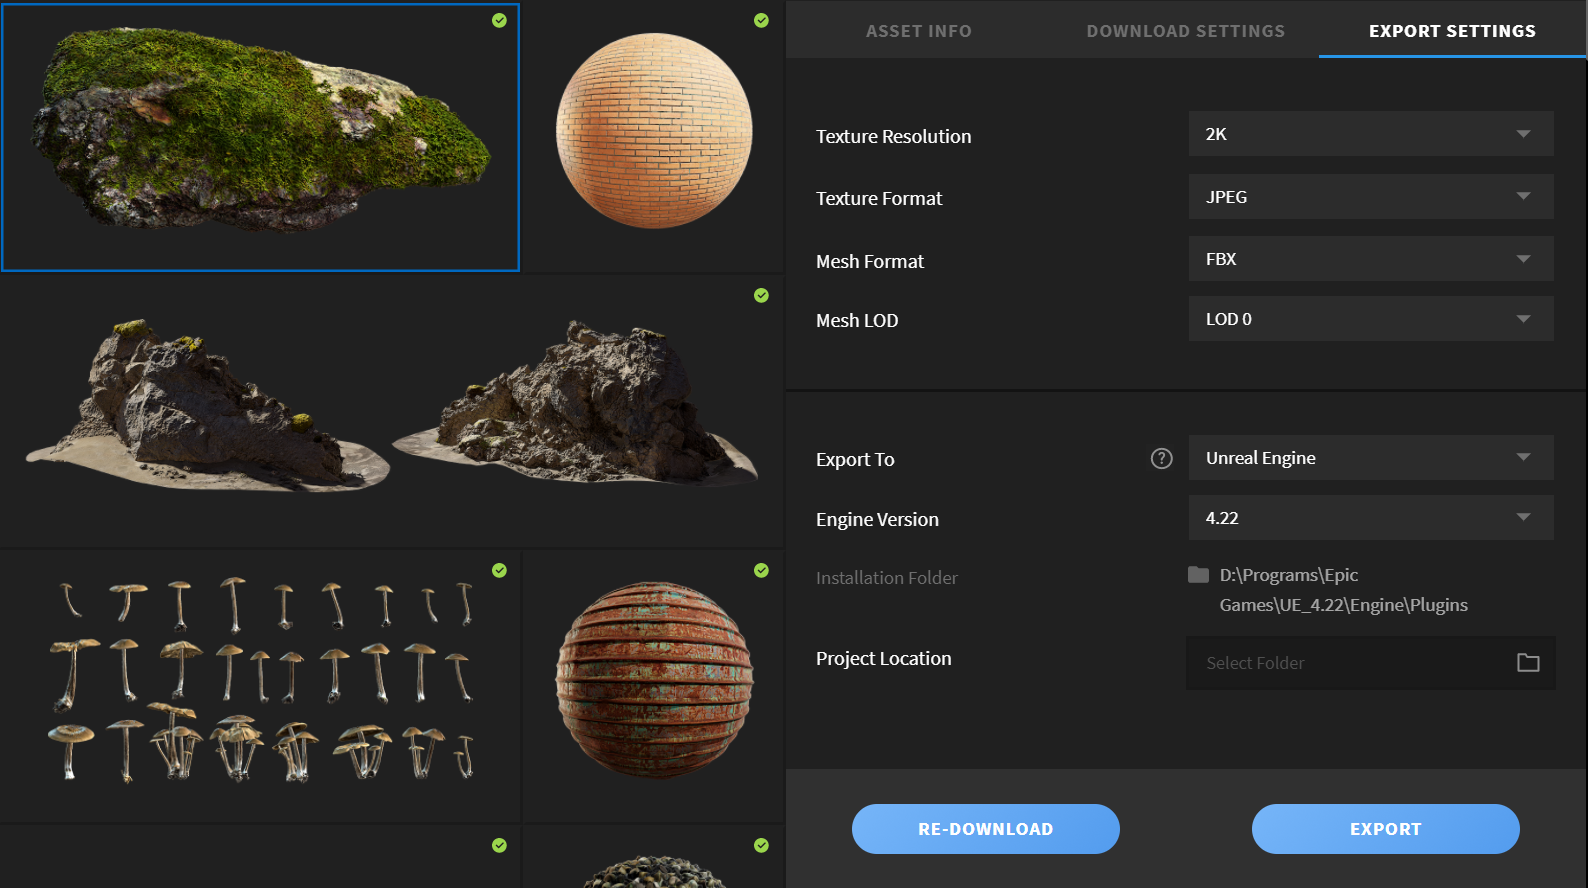 ASSET INFO
DOWNLOAD SETTINGS
EXPORT SETTINGS
Texture Resolution
2K
Texture Format
JPEG
Mesh Format
FBX
Mesh LOD
LOD 0
Export To
?
Unreal Engine
Engine Version
4.22
Installation Folder
D:\Programs\Epic
Games\UE_4.22\Engine\Plugins
Project Location
Select Folder
RE-DOWNLOAD
EXPORT